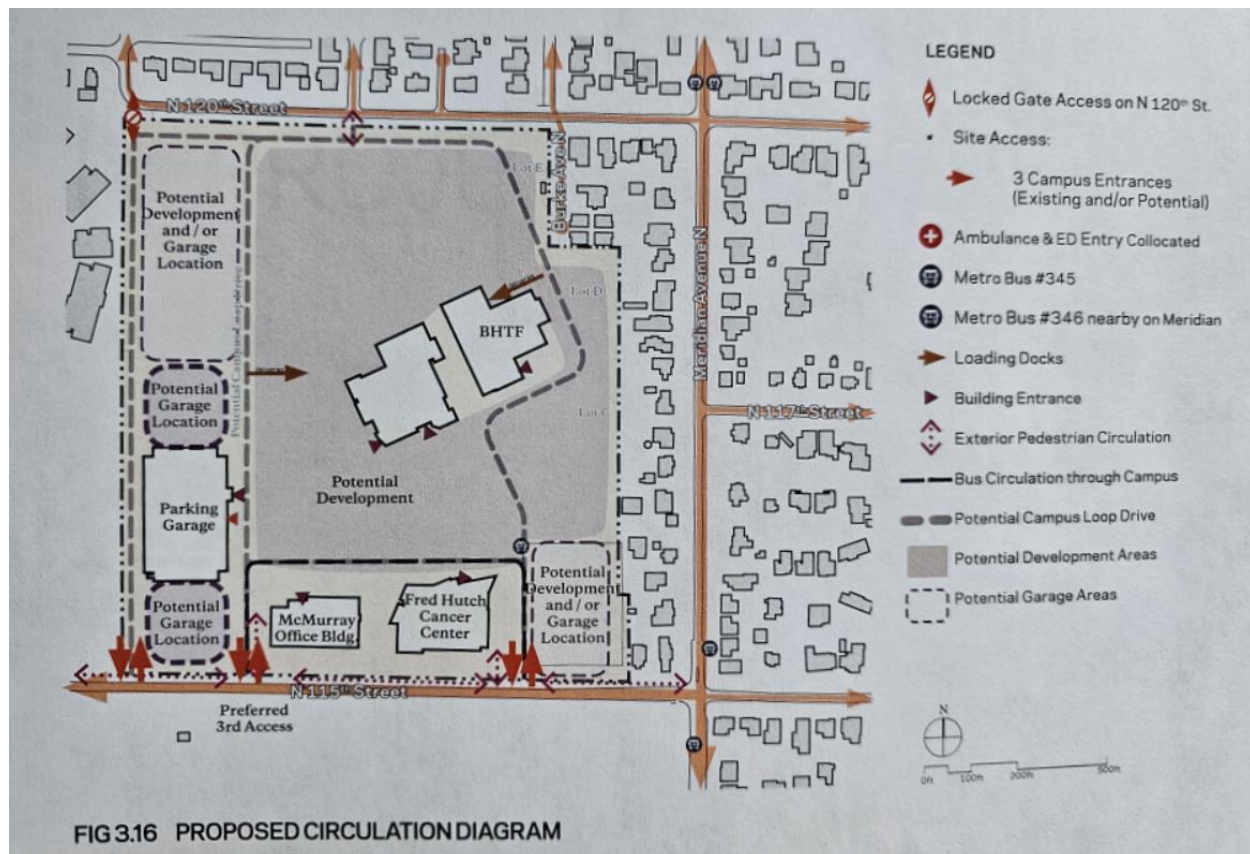 LEGEND
Locked Gate Access on N 120th St.
Site Access:
3 Campus Entrances
(Existing and/or Potential)
Ambulance & ED Entry Collocated
Metro Bus #345
Metro Bus #346 nearby on Meridian
Loading Docks
Building Entrance
Exterior Pedestrian Circulation
Bus Circulation through Campus
Potential Campus Loop Drive
Potential Development Areas
Potential Garage Areas
N
0ft
100ft
200ft
500ft
N 120th Street
Burke Ave N
Meridian Avenue N
N 117th Street
N 115th Street
Lot E
Lot D
Lot C
Potential
Development
and / or
Garage
Location
Potential
Garage
Location
Parking
Garage
Potential
Garage
Location
Potential Campus
BHTF
Potential
Development
McMurray
Office Bldg.
Fred Hutch
Cancer
Center
Potential
Development
and / or
Garage
Location
Preferred
3rd Access
FIG 3.16 PROPOSED CIRCULATION DIAGRAM